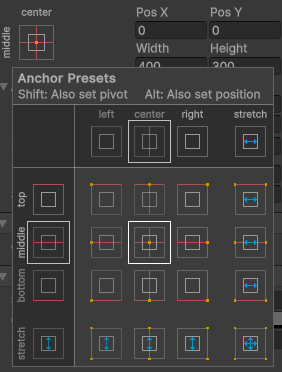 center
Pos X Pos Y
middle
0 0
Width Height
400 300
Anchor Presets
Shift: Also set pivot Alt: Also set position
left center right stretch
top
middle
bottom
stretch